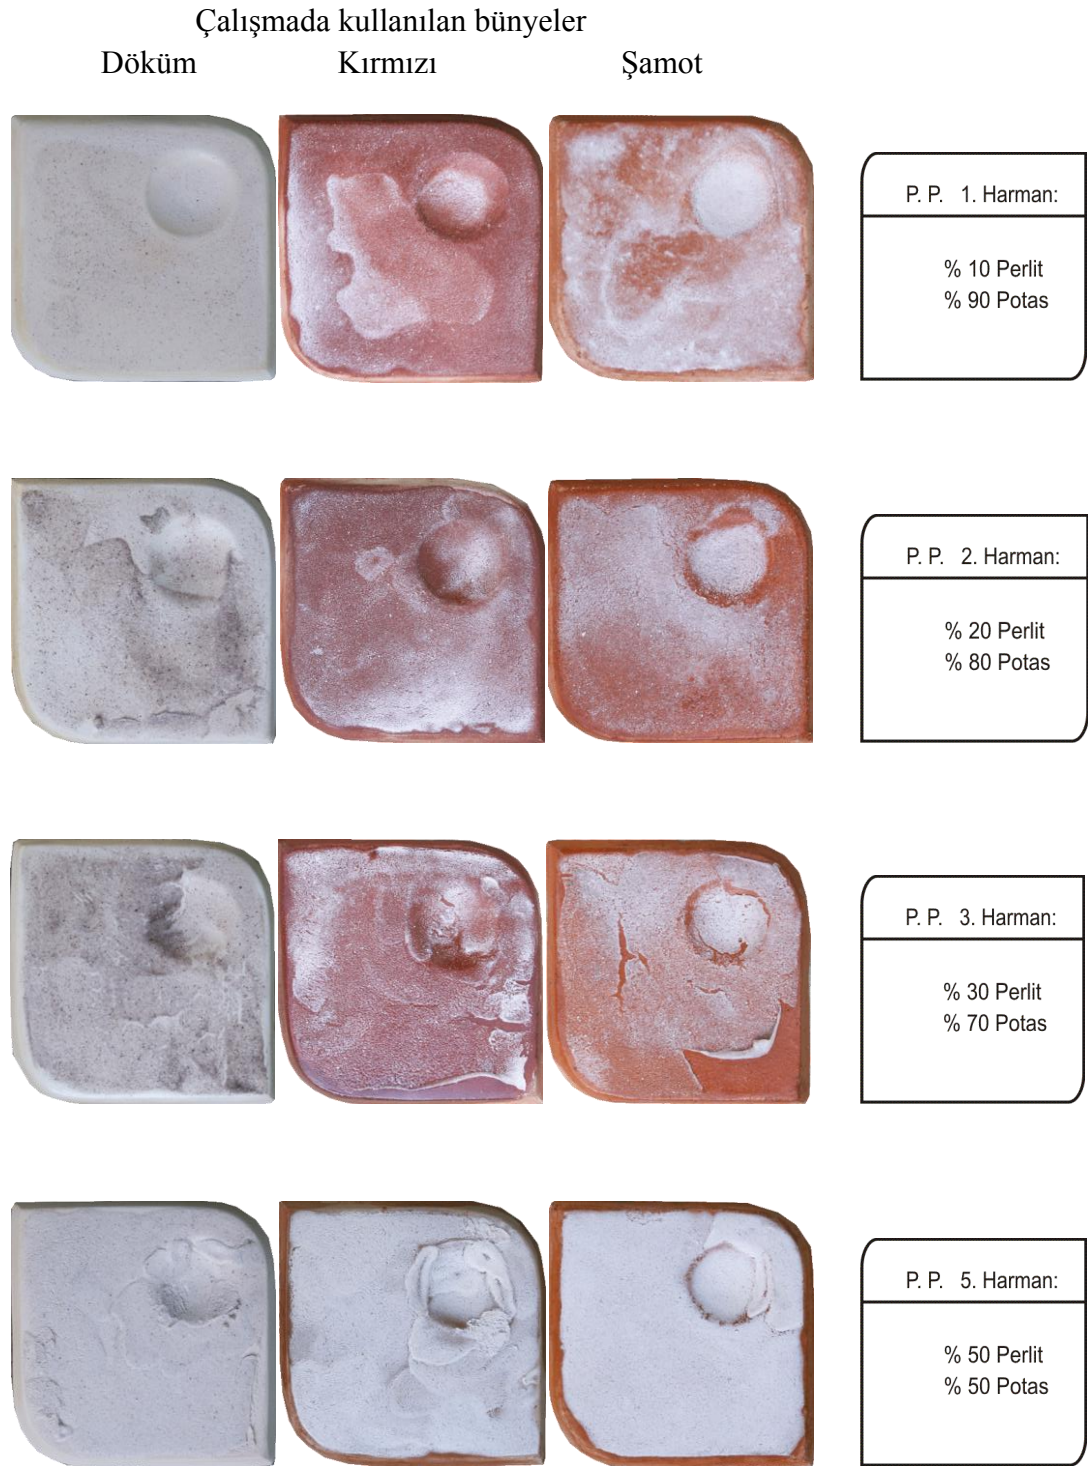 Çalışmada kullanılan bünyeler
Döküm Kırmızı Şamot
P. P. 1. Harman:
% 10 Perlit
% 90 Potas
P. P. 2. Harman:
% 20 Perlit
% 80 Potas
P. P. 3. Harman:
% 30 Perlit
% 70 Potas
P. P. 5. Harman:
% 50 Perlit
% 50 Potas